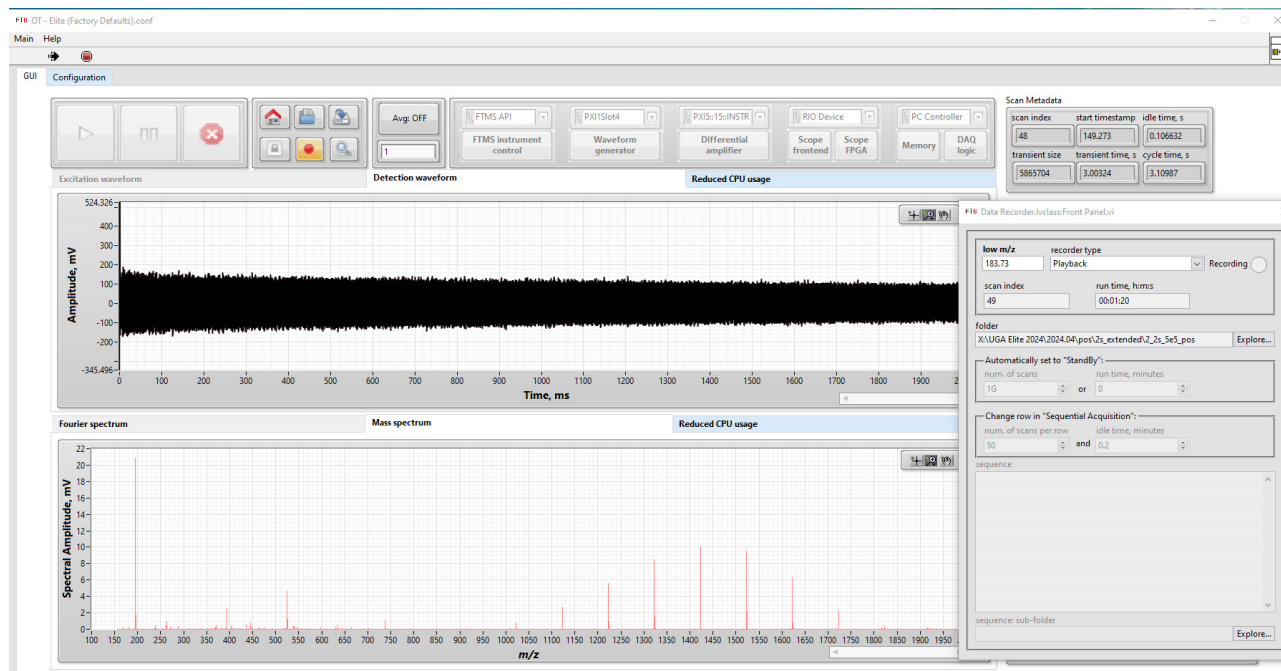 FTB OT - Elite (Factory Defaults).conf
Main Help
GUI Configuration
Avg: OFF
1
FTMS API
FTMS instrument control
PXI1Slot4
Waveform generator
PXI5::15::INSTR
Differential amplifier
RIO Device
Scope frontend
Scope FPGA
PC Controller
Memory
DAQ logic
Scan Metadata
scan index start timestamp idle time, s
48 149.273 0.106632
transient size transient time, s cycle time, s
5865704 3.00324 3.10987
Excitation waveform Detection waveform Reduced CPU usage
Amplitude, mV
524.326
400
300
200
100
0
-100
-200
-345.496
0 100 200 300 400 500 600 700 800 900 1000 1100 1200 1300 1400 1500 1600 1700 1800 1900
Time, ms
Fourier spectrum Mass spectrum Reduced CPU usage
Spectral Amplitude, mV
22
20
18
16
14
12
10
8
6
4
2
0
100 150 200 250 300 350 400 450 500 550 600 650 700 750 800 850 900 950 1000 1050 1100 1150 1200 1250 1300 1350 1400 1450 1500 1550 1600 1650 1700 1750 1800 1850 1900 1950
m/z
FTB Data Recorder.lvclass:Front Panel.vi
low m/z recorder type
183.73 Playback Recording
scan index run time, h:m:s
49 00:01:20
folder
X:\UGA Elite 2024\2024.04\pos\2s_extended\2_2s_5e5_pos Explore...
Automatically set to "StandBy":
num. of scans run time, minutes
1G or 0
Change row in "Sequential Acquisition":
num. of scans per row idle time, minutes
50 and 0.2
sequence
sequence: sub-folder
Explore...